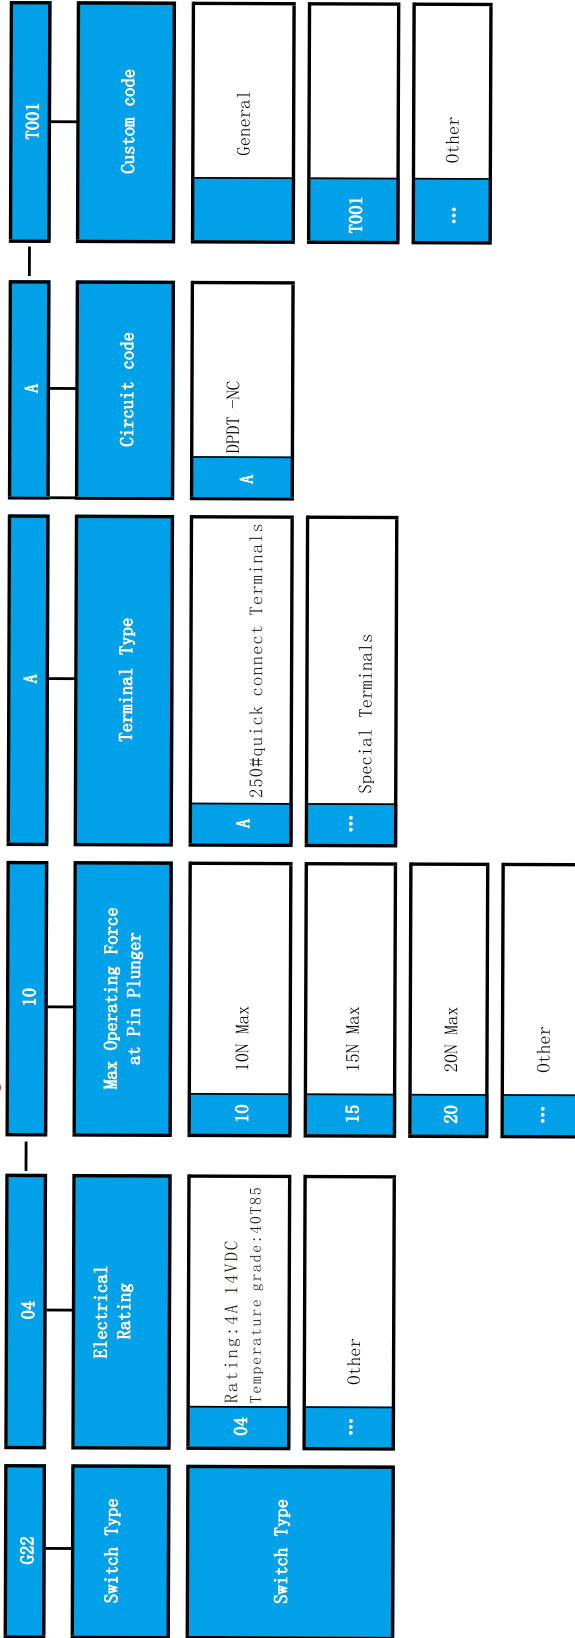 G22
04
10
A
A
T001
Switch Type
Electrical
Rating
Max Operating Force
at Pin Plunger
Terminal Type
Circuit code
Custom code
Switch Type
04
Rating:4A 14VDC
Temperature grade:40T85
...
Other
10
10N Max
15
15N Max
20
20N Max
...
Other
A
250#quick connect Terminals
...
Special Terminals
A
DPDT -NC
General
T001
...
Other